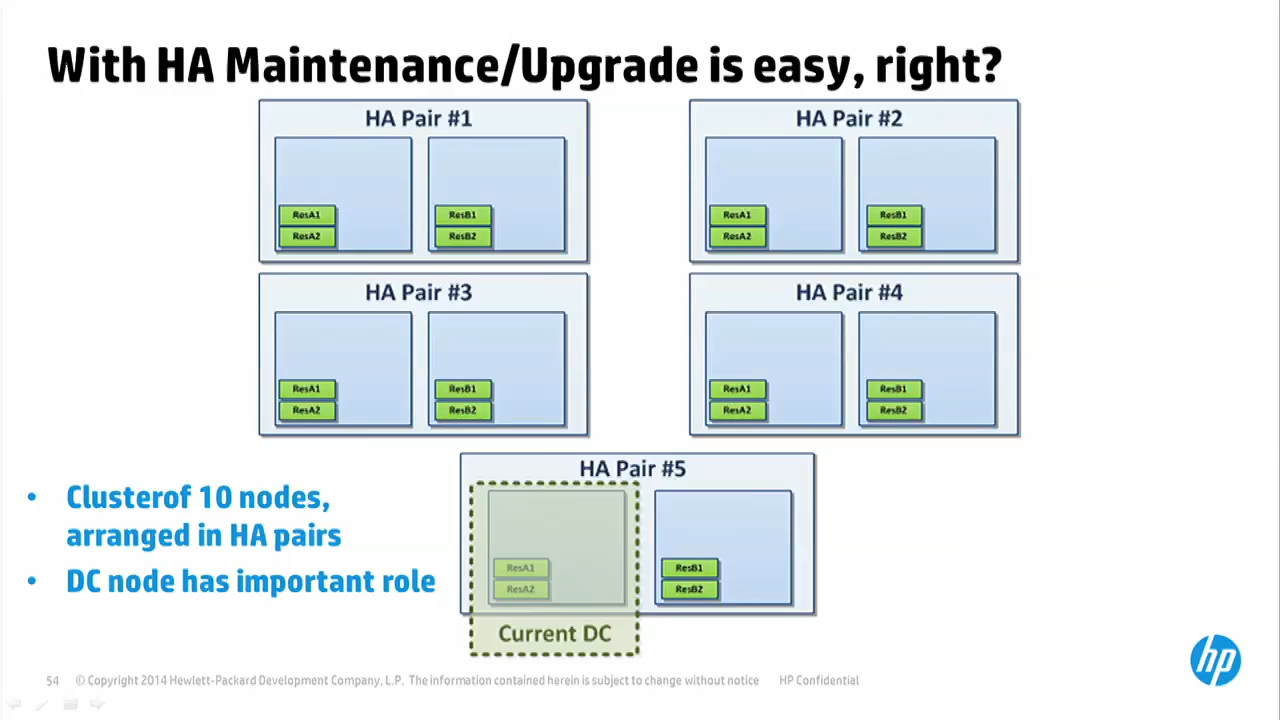 With HA Maintenance/Upgrade is easy, right?
HA Pair #1
ResA1
ResA2
ResB1
ResB2
HA Pair #2
ResA1
ResA2
ResB1
ResB2
HA Pair #3
ResA1
ResA2
ResB1
ResB2
HA Pair #4
ResA1
ResA2
ResB1
ResB2
HA Pair #5
ResA1
ResA2
ResB1
ResB2
Current DC
• Clusterof 10 nodes,
arranged in HA pairs
• DC node has important role
hp
54 © Copyright 2014 Hewlett-Packard Development Company, L.P. The information contained herein is subject to change without notice HP Confidential